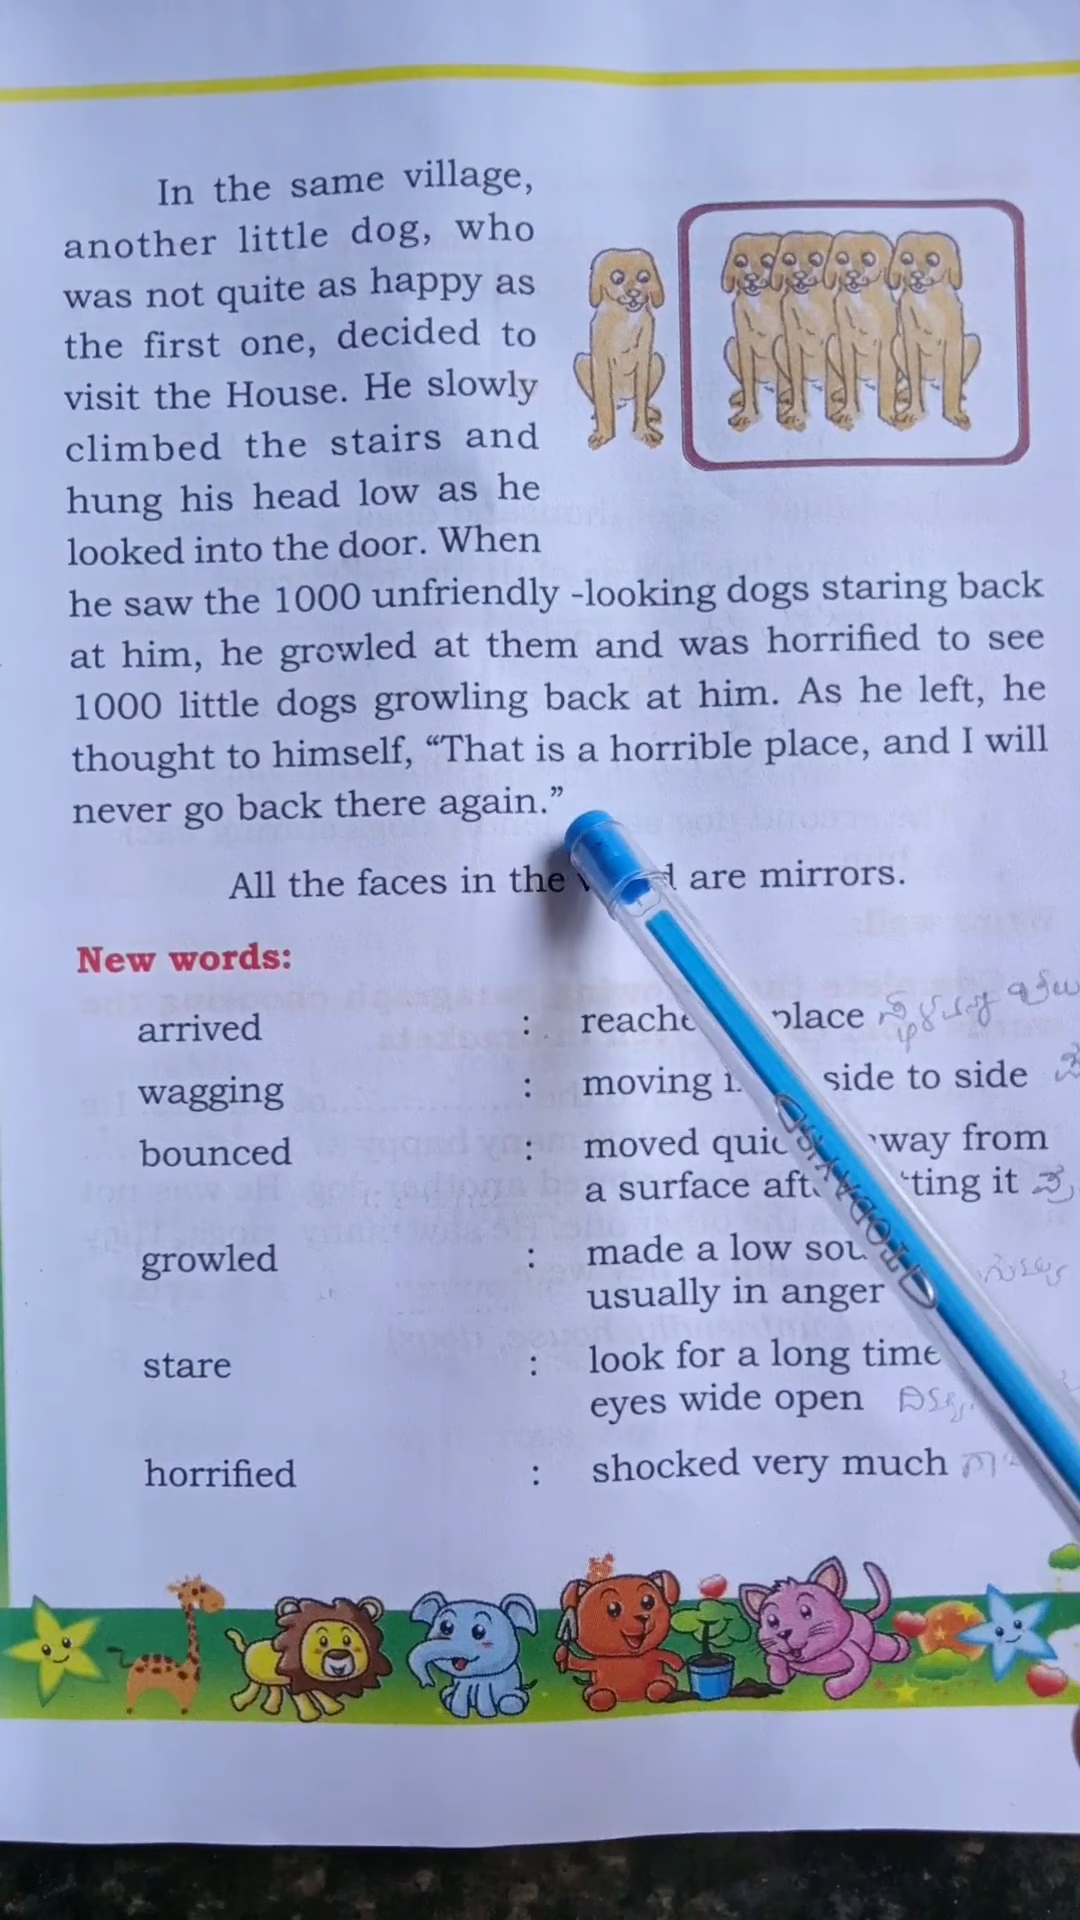 In the same village,
another little dog, who
was not quite as happy as
the first one, decided to
visit the House. He slowly
climbed the stairs and
hung his head low as he
looked into the door. When
he saw the 1000 unfriendly -looking dogs staring back
at him, he growled at them and was horrified to see
1000 little dogs growling back at him. As he left, he
thought to himself, “That is a horrible place, and I will
never go back there again.”
All the faces in the are mirrors.
New words:
arrived : place
wagging : moving side to side
bounced : moved from
a surface it
growled : made a low
usually in anger
stare : look for a long time
eyes wide open
horrified : shocked very much